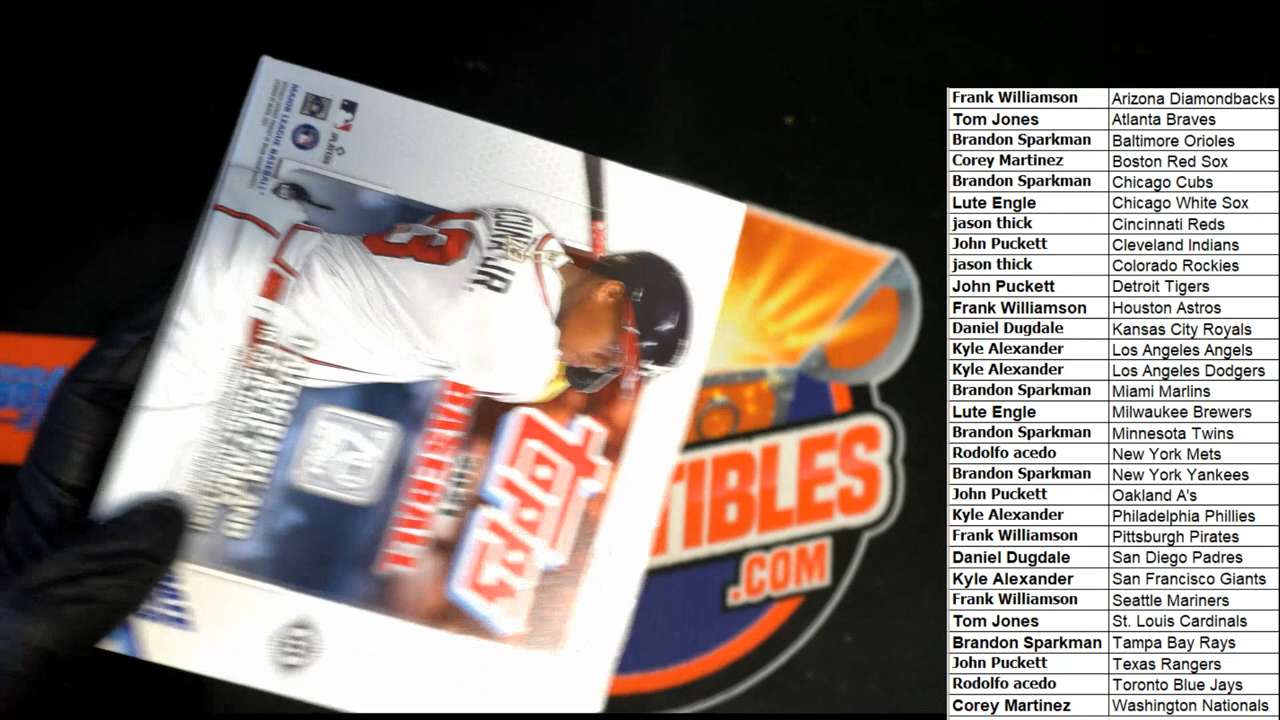 MAJOR LEAGUE BASEBALL
PLAYERS
13
JR.
TOPPS
BASEBALL
70
TIBLES
.COM
Frank Williamson Arizona Diamondbacks
Tom Jones Atlanta Braves
Brandon Sparkman Baltimore Orioles
Corey Martinez Boston Red Sox
Brandon Sparkman Chicago Cubs
Lute Engle Chicago White Sox
jason thick Cincinnati Reds
John Puckett Cleveland Indians
jason thick Colorado Rockies
John Puckett Detroit Tigers
Frank Williamson Houston Astros
Daniel Dugdale Kansas City Royals
Kyle Alexander Los Angeles Angels
Kyle Alexander Los Angeles Dodgers
Brandon Sparkman Miami Marlins
Lute Engle Milwaukee Brewers
Brandon Sparkman Minnesota Twins
Rodolfo acedo New York Mets
Brandon Sparkman New York Yankees
John Puckett Oakland A's
Kyle Alexander Philadelphia Phillies
Frank Williamson Pittsburgh Pirates
Daniel Dugdale San Diego Padres
Kyle Alexander San Francisco Giants
Frank Williamson Seattle Mariners
Tom Jones St. Louis Cardinals
Brandon Sparkman Tampa Bay Rays
John Puckett Texas Rangers
Rodolfo acedo Toronto Blue Jays
Corey Martinez Washington Nationals